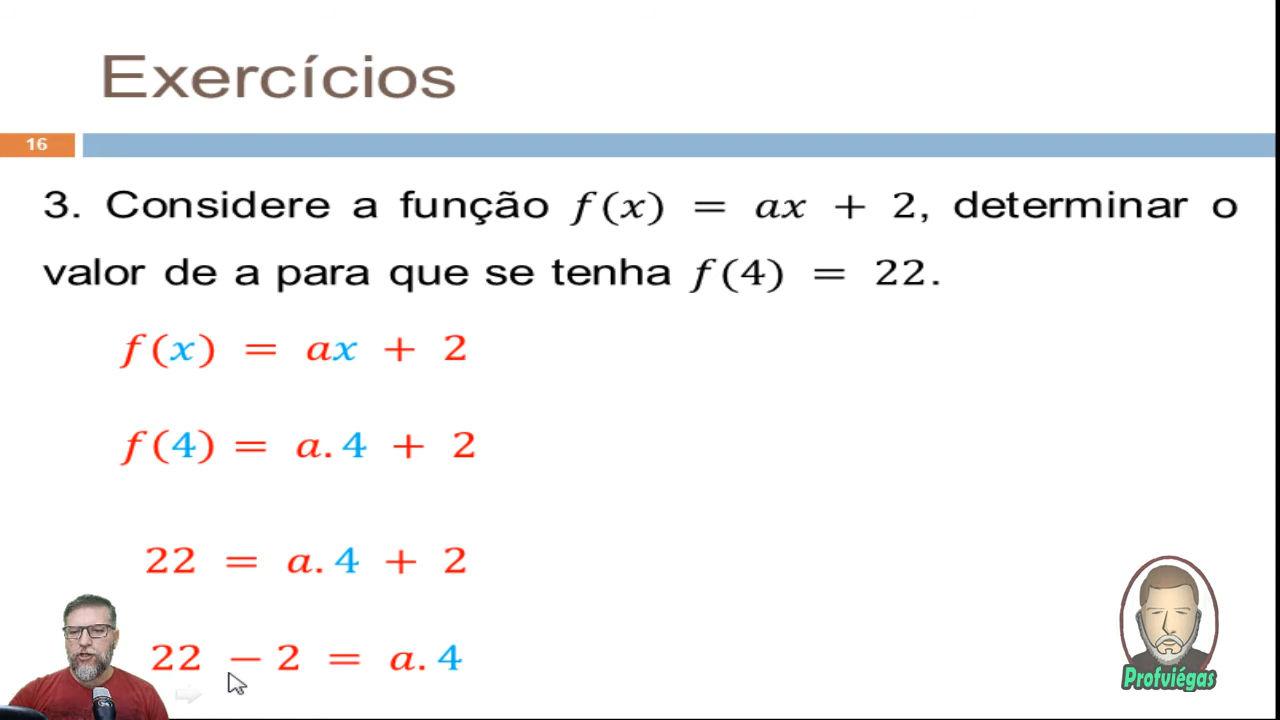 Exercícios
16
3. Considere a função f(x) = ax + 2, determinar o
valor de a para que se tenha f(4) = 22.
f(x) = ax + 2
f(4) = a. 4 + 2
22 = a. 4 + 2
22 − 2 = a. 4
Profviégas